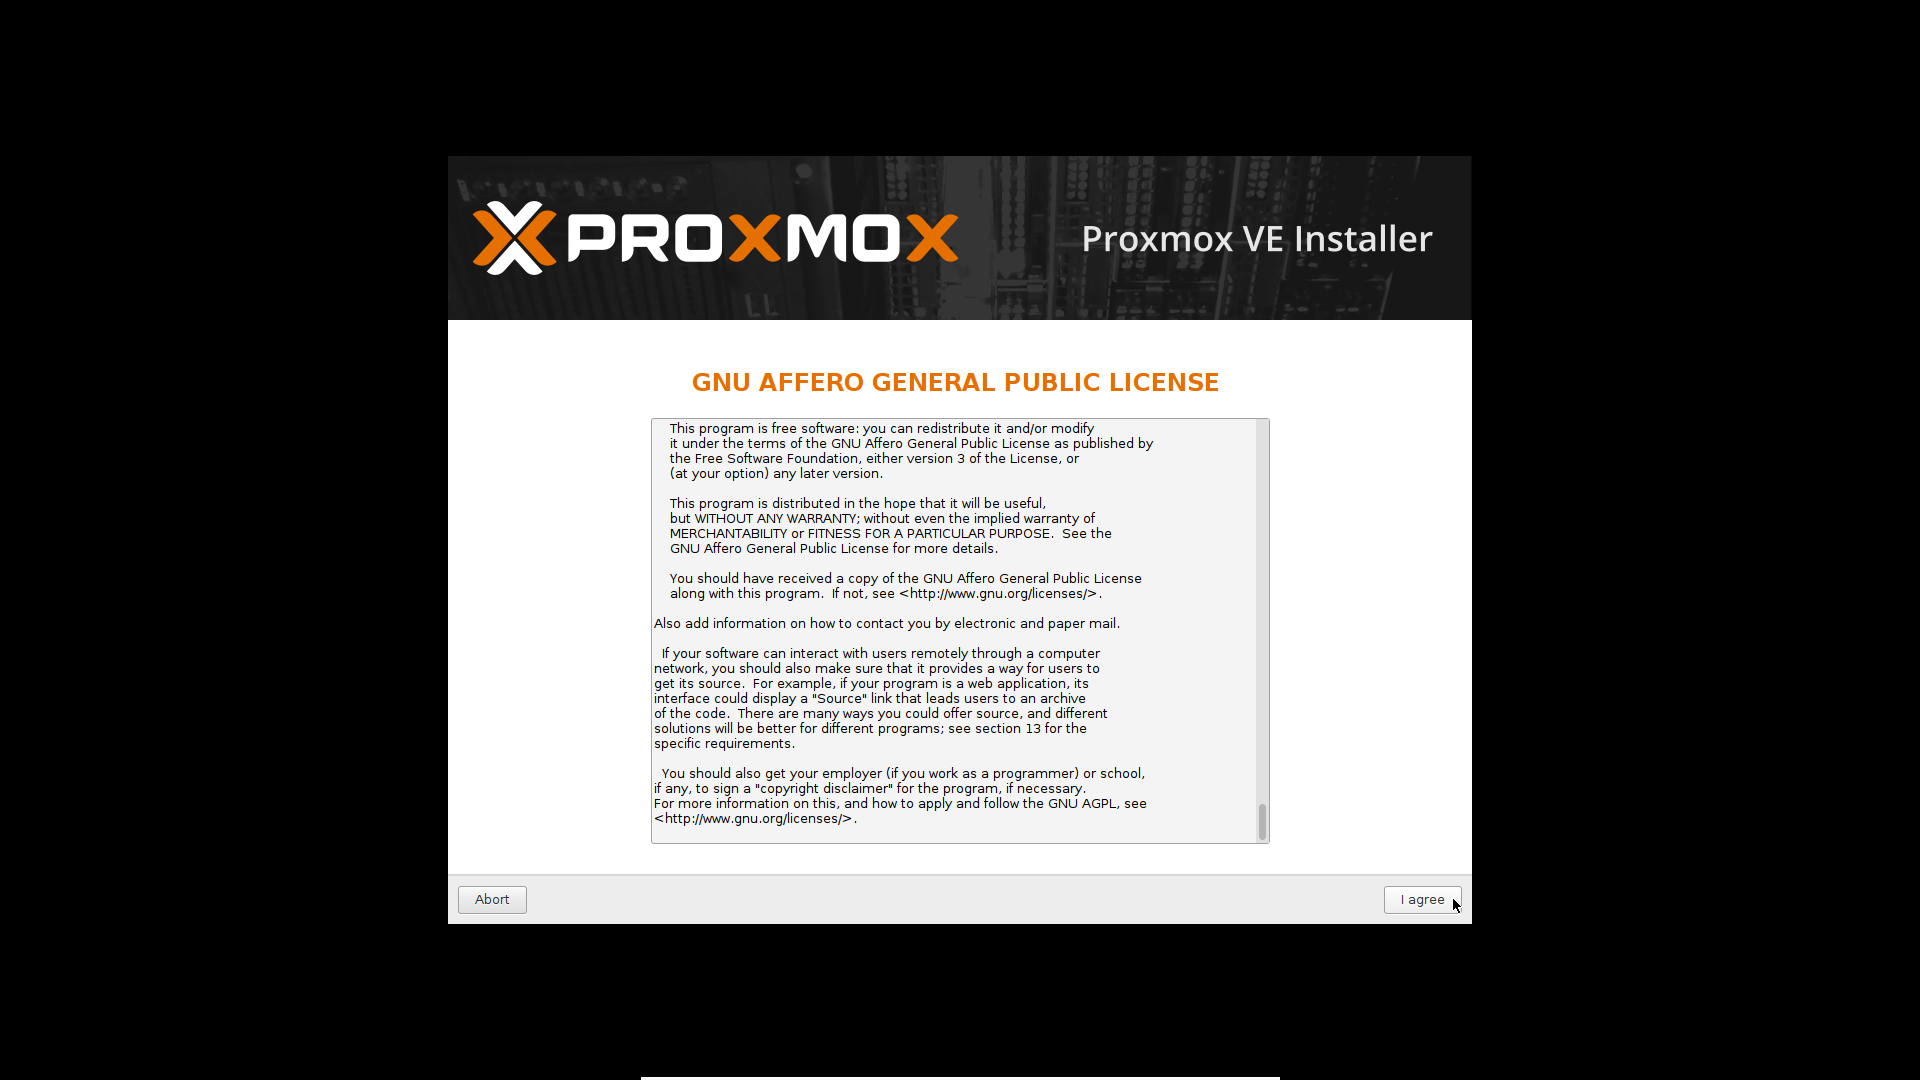 PROXMOX
Proxmox VE Installer
GNU AFFERO GENERAL PUBLIC LICENSE
This program is free software: you can redistribute it and/or modify
it under the terms of the GNU Affero General Public License as published by
the Free Software Foundation, either version 3 of the License, or
(at your option) any later version.
This program is distributed in the hope that it will be useful,
but WITHOUT ANY WARRANTY; without even the implied warranty of
MERCHANTABILITY or FITNESS FOR A PARTICULAR PURPOSE.  See the
GNU Affero General Public License for more details.
You should have received a copy of the GNU Affero General Public License
along with this program.  If not, see <http://www.gnu.org/licenses/>.
Also add information on how to contact you by electronic and paper mail.
If your software can interact with users remotely through a computer
network, you should also make sure that it provides a way for users to
get its source.  For example, if your program is a web application, its
interface could display a "Source" link that leads users to an archive
of the code.  There are many ways you could offer source, and different
solutions will be better for different programs; see section 13 for the
specific requirements.
You should also get your employer (if you work as a programmer) or school,
if any, to sign a "copyright disclaimer" for the program, if necessary.
For more information on this, and how to apply and follow the GNU AGPL, see
<http://www.gnu.org/licenses/>.
Abort
I agree